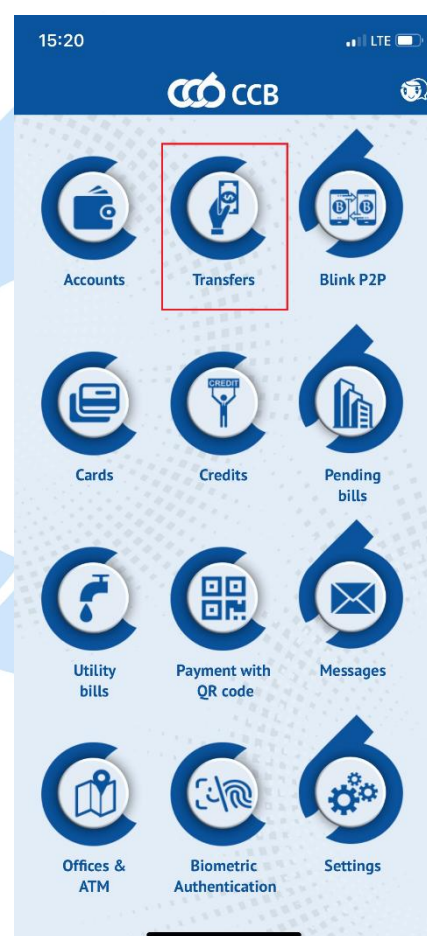 15:20 LTE
CCB
Accounts Transfers Blink P2P
CREDIT
Cards Credits Pending
bills
Utility Payment with Messages
bills QR code
Offices & Biometric Settings
ATM Authentication